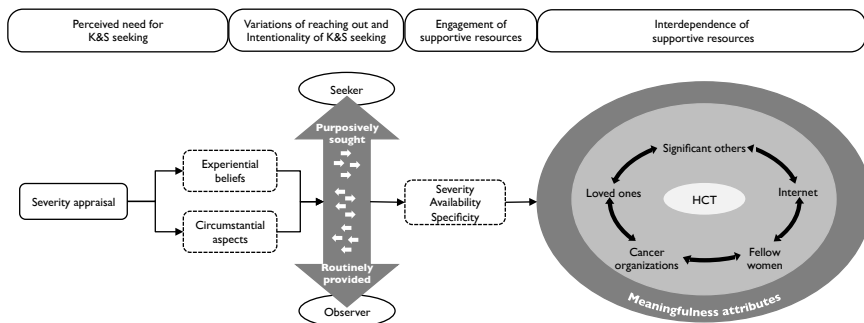 Perceived need for
K&S seeking
Variations of reaching out and
Intentionality of K&S seeking
Engagement of
supportive resources
Interdependence of
supportive resources
Seeker
Purposively
sought
Severity appraisal
Experiential
beliefs
Circumstantial
aspects
Routinely
provided
Observer
Severity
Availability
Specificity
Significant others
Loved ones
HCT
Internet
Cancer
organizations
Fellow
women
Meaningfulness attributes